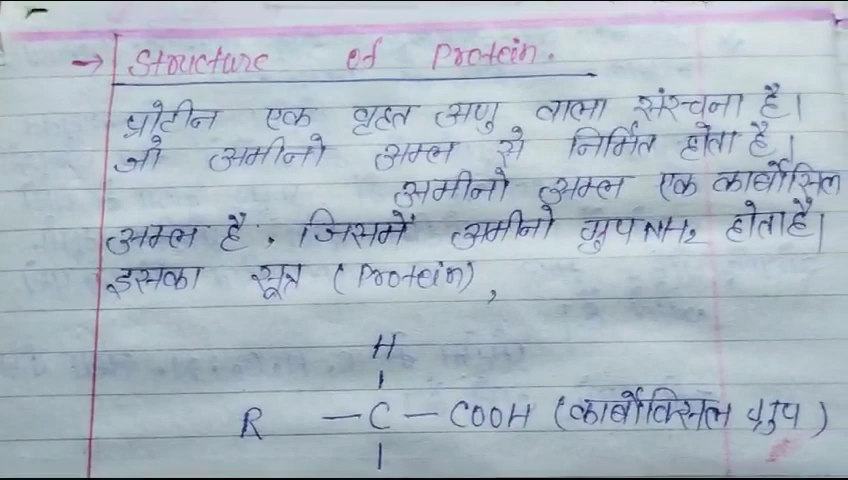 → Structure of Protein.
प्रोटीन एक वृहत अणु वाला संरचना है।
जो अमीनो अम्ल से निर्मित होता है।
अमीनो अम्ल एक कार्बोसिल
अम्ल है, जिसमें अमीनो ग्रुप NH2 होता है।
इसका सूत्र (Protein),
H
|
R — C — COOH (कार्बोक्सिल ग्रुप)
|